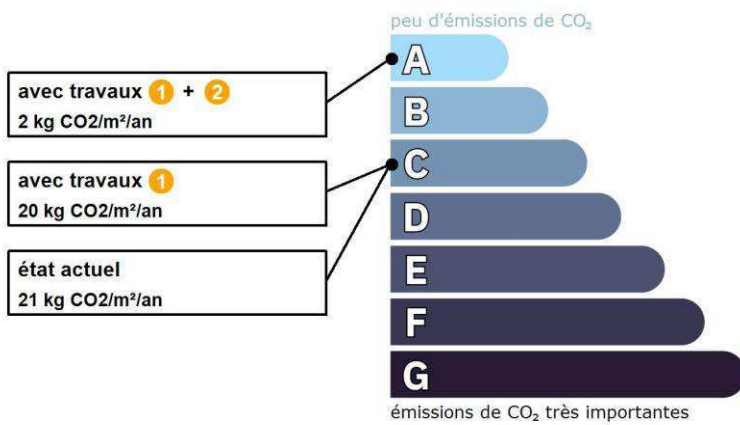 peu d'émissions de CO₂
A
avec travaux 1 + 2
2 kg CO2/m²/an
B
C
avec travaux 1
20 kg CO2/m²/an
D
état actuel
21 kg CO2/m²/an
E
F
G
émissions de CO₂ très importantes